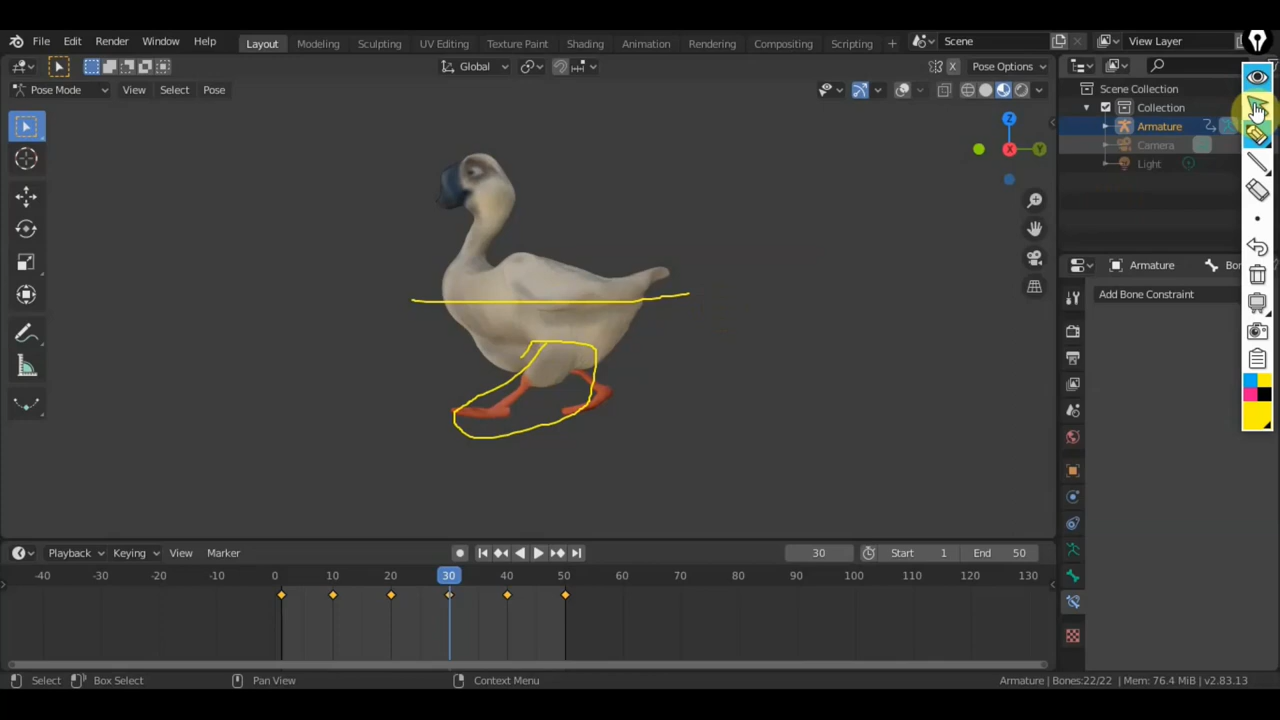 File Edit Render Window Help Layout Modeling Sculpting UV Editing Texture Paint Shading Animation Rendering Compositing Scripting + Scene View Layer
Global Pose Options
Pose Mode View Select Pose
Scene Collection
Collection
Armature
Camera
Light
Z
X
Y
Armature
Add Bone Constraint
Playback Keying View Marker 30 Start 1 End 50
-40 -30 -20 -10 0 10 20 30 40 50 60 70 80 90 100 110 120 130
Select Box Select Pan View Context Menu Armature | Bones:22/22 | Mem: 76.4 MiB | v2.83.13